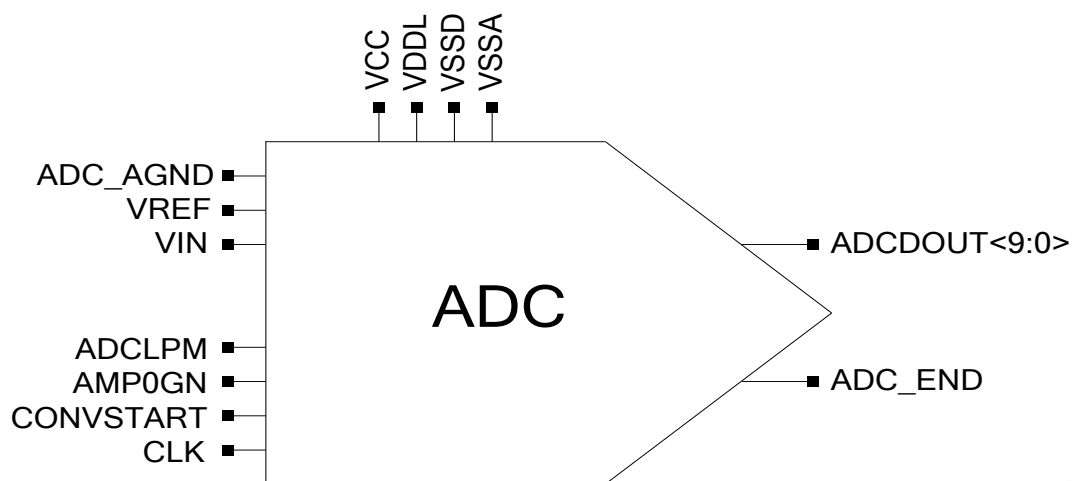 VCC
VDDL
VSSD
VSSA
ADC_AGND
VREF
VIN
ADC
ADCDOUT<9:0>
ADCLPM
AMP0GN
CONVSTART
CLK
ADC_END